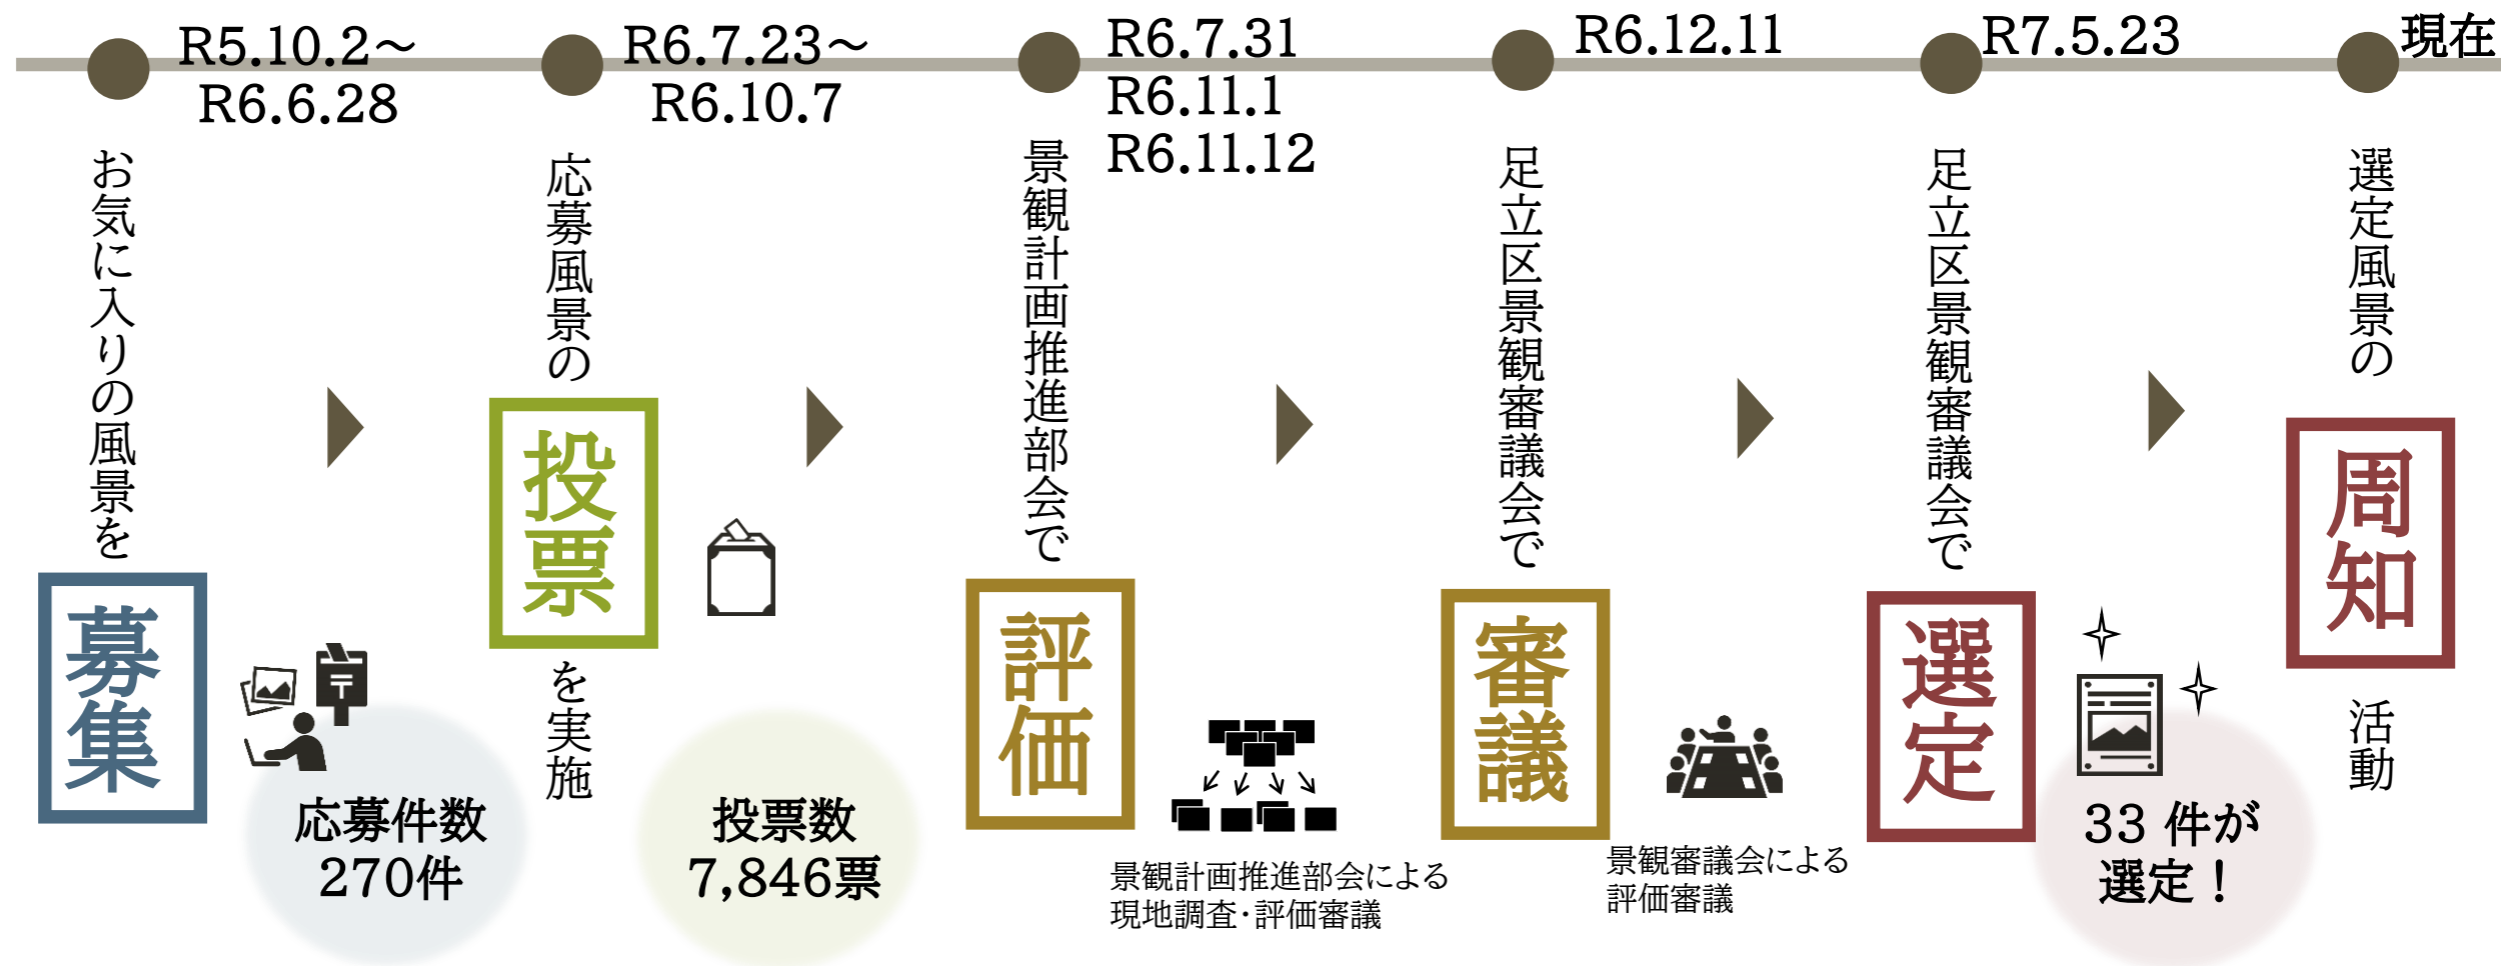 R5.10.2～
R6.6.28
お気に入りの風景を
募集
応募件数
270件
R6.7.23～
R6.10.7
応募風景の
投票
を実施
投票数
7,846票
R6.7.31
R6.11.1
R6.11.12
景観計画推進部会で
評価
景観計画推進部会による
現地調査・評価審議
R6.12.11
足立区景観審議会で
審議
景観審議会による
評価審議
R7.5.23
足立区景観審議会で
選定
33 件が
選定！
現在
選定風景の
周知
活動